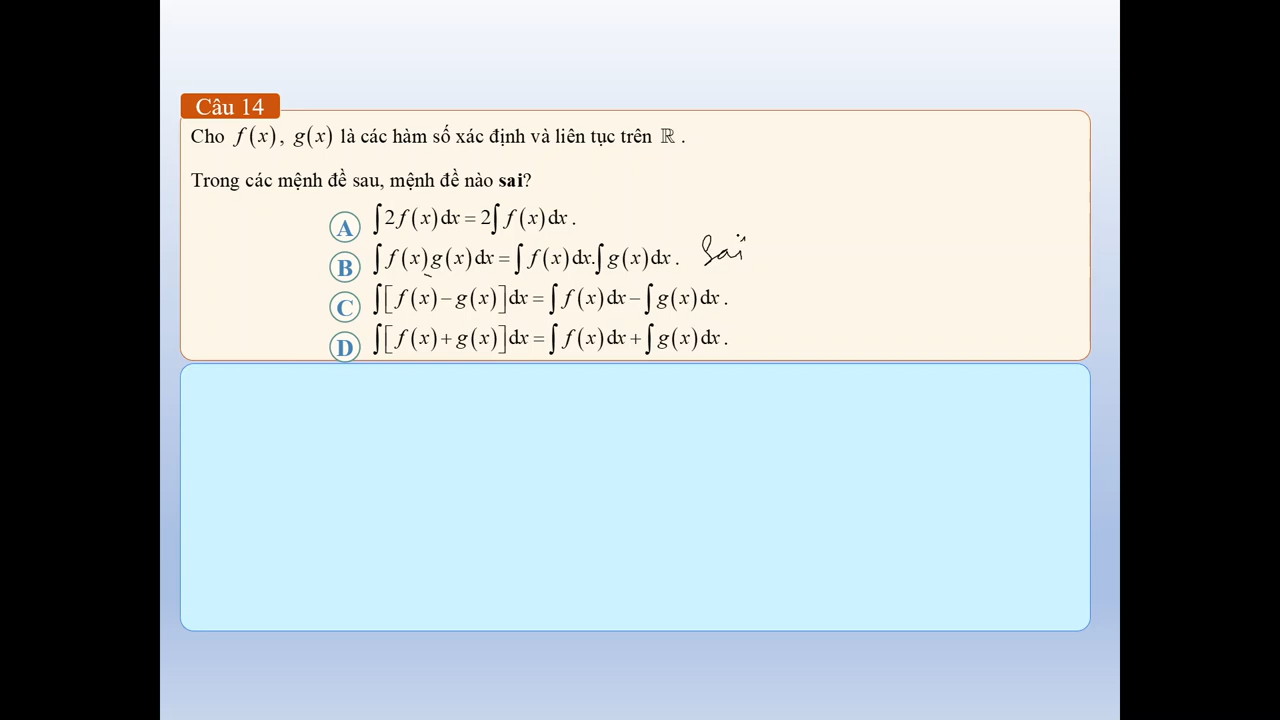 Câu 14
Cho f(x), g(x) là các hàm số xác định và liên tục trên ℝ .
Trong các mệnh đề sau, mệnh đề nào sai?
A ∫2f(x)dx = 2∫f(x)dx .
B ∫f(x)g(x)dx = ∫f(x)dx.∫g(x)dx . Sai
C ∫[f(x)−g(x)]dx = ∫f(x)dx−∫g(x)dx .
D ∫[f(x)+g(x)]dx = ∫f(x)dx+∫g(x)dx .